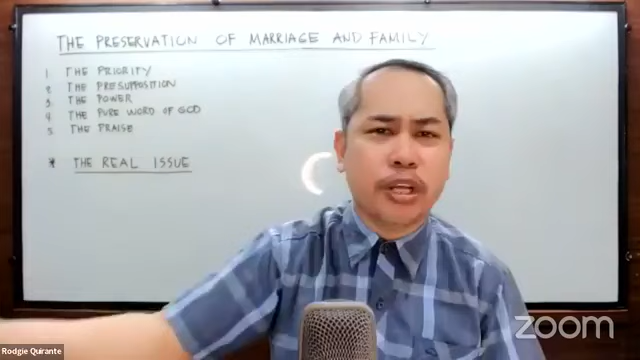 THE PRESERVATION OF MARRIAGE AND FAMILY
1. THE PRIORITY
2 THE PRESUPPOSITION
3. THE POWER
4 THE PURE WORD OF GOD
5 THE PRAISE
* THE REAL ISSUE
zoom
Rodgie Quirante